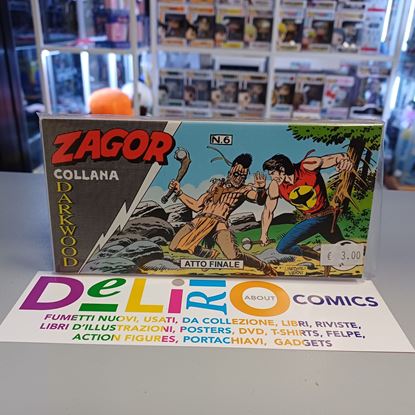 ZAGOR
N.6
COLLANA
DARKWOOD
€ 3.00
ATTO FINALE
DeLiRiO ABOUT COMICS
FUMETTI NUOVI, USATI, DA COLLEZIONE, LIBRI, RIVISTE,
LIBRI D'ILLUSTRAZIONI, POSTERS, DVD, T-SHIRTS, FELPE,
ACTION FIGURES, PORTACHIAVI, GADGETS